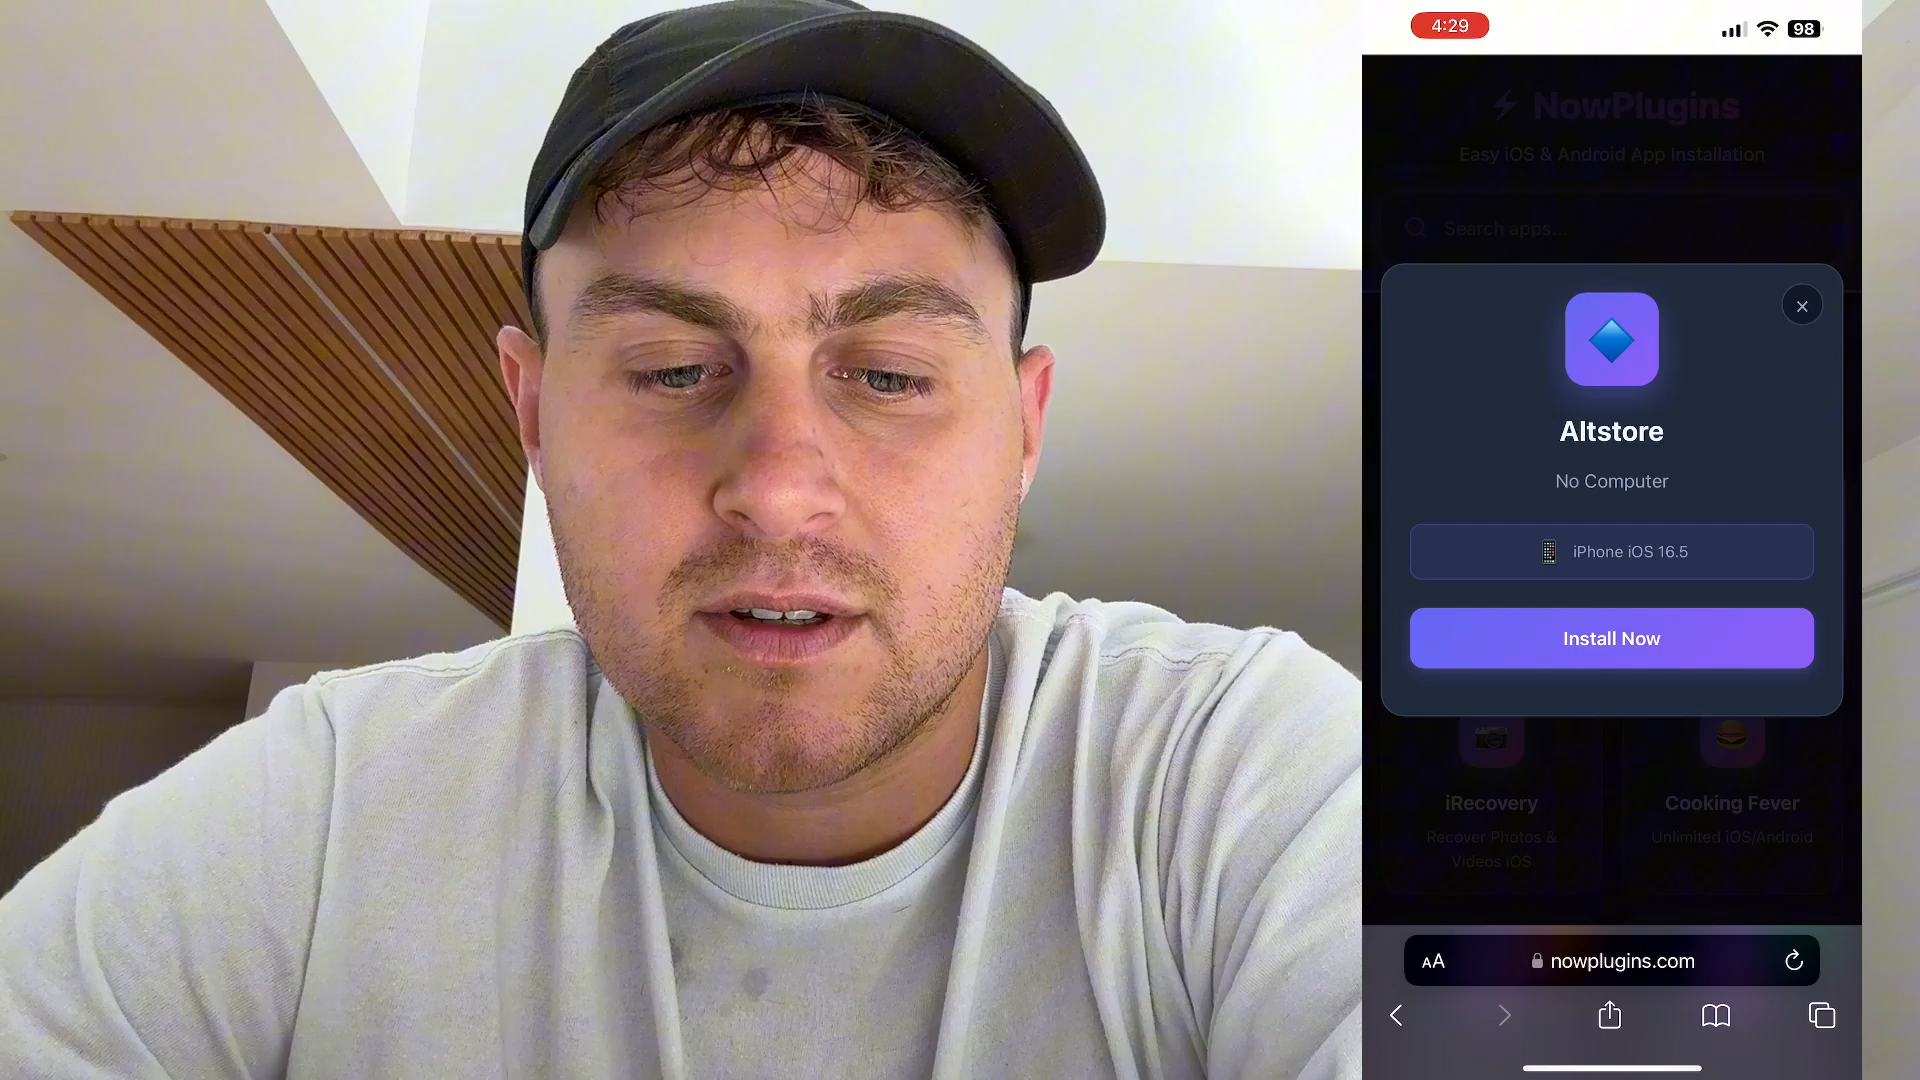 4:29
98
NowPlugins
Easy iOS & Android App Installation
Search apps...
Altstore
No Computer
iPhone iOS 16.5
Install Now
iRecovery
Recover Photos &
Videos iOS
Cooking Fever
Unlimited iOS/Android
AA
nowplugins.com